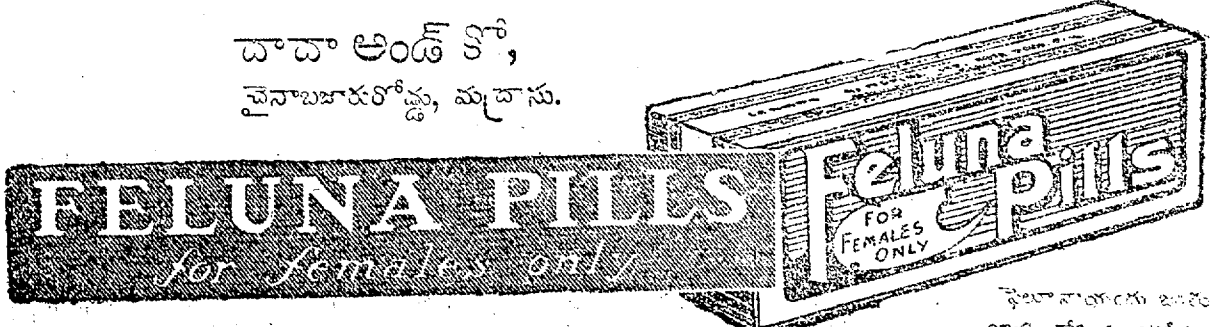 దాదా అండ్ కో,
చైనాబజారురోడ్డు, మద్రాసు.
FELUNA PILLS
for females only
Feluna
Pills
FOR
FEMALES
ONLY